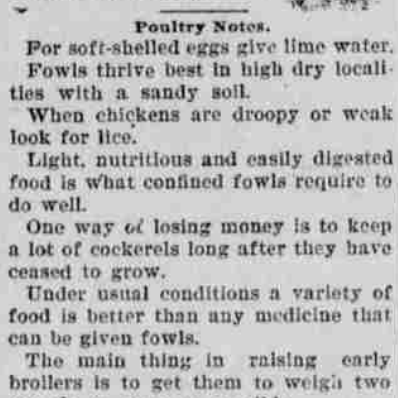 Poultry Notes.
For soft-shelled eggs give lime water.
Fowls thrive best in high dry locali-
ties with a sandy soil.
When chickens are droopy or weak
look for lice.
Light, nutritious and easily digested
food is what confined fowls require to
do well.
One way of losing money is to keep
a lot of cockerels long after they have
ceased to grow.
Under usual conditions a variety of
food is better than any medicine that
can be given fowls.
The main thing in raising early
broilers is to get them to weigh two